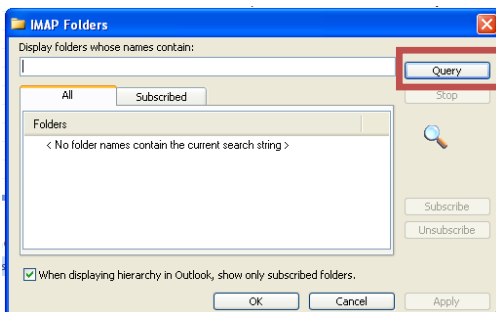 IMAP Folders
Display folders whose names contain:
Query
All
Subscribed
Stop
Folders
< No folder names contain the current search string >
Subscribe
Unsubscribe
When displaying hierarchy in Outlook, show only subscribed folders.
OK
Cancel
Apply